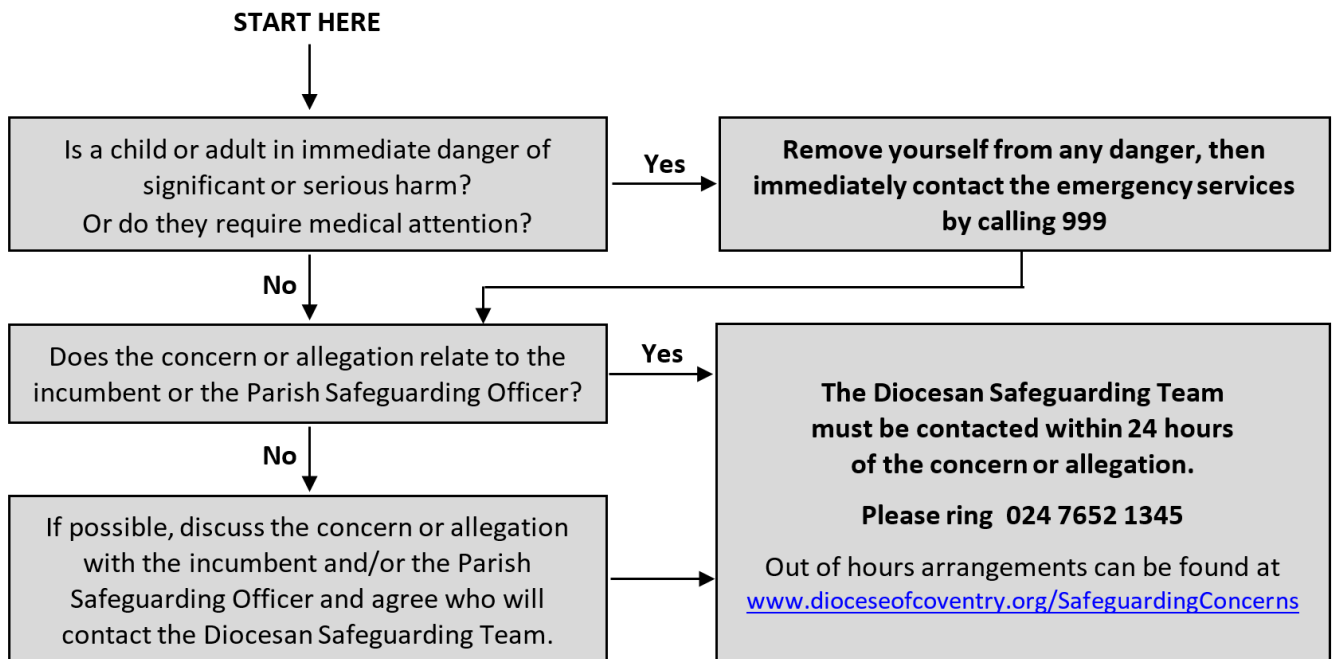 START HERE
Is a child or adult in immediate danger of
significant or serious harm?
Or do they require medical attention?
Yes
Remove yourself from any danger, then
immediately contact the emergency services
by calling 999
No
Does the concern or allegation relate to the
incumbent or the Parish Safeguarding Officer?
Yes
The Diocesan Safeguarding Team
must be contacted within 24 hours
of the concern or allegation.
Please ring 024 7652 1345
Out of hours arrangements can be found at
www.dioceseofcoventry.org/SafeguardingConcerns
No
If possible, discuss the concern or allegation
with the incumbent and/or the Parish
Safeguarding Officer and agree who will
contact the Diocesan Safeguarding Team.